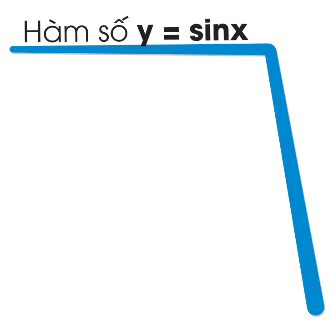 Hàm số y = sinx